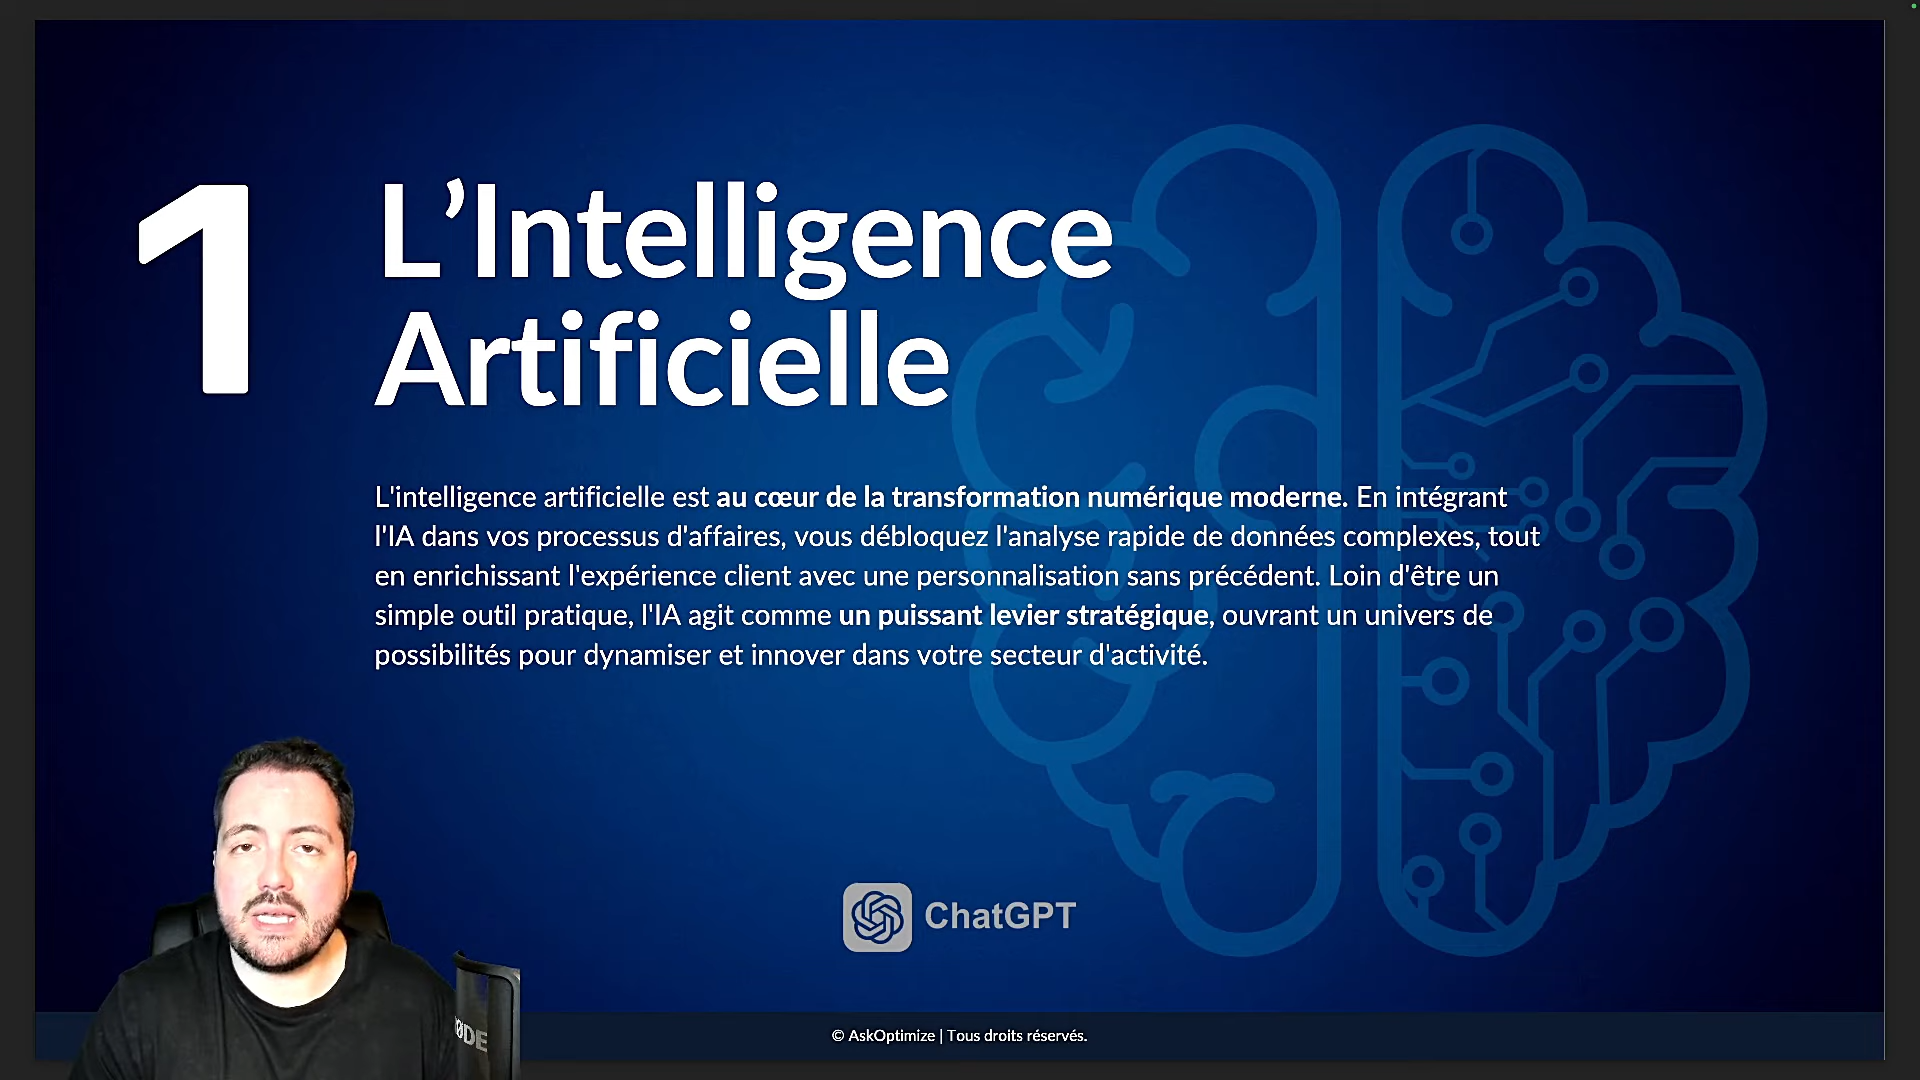 1
L’Intelligence
Artificielle
L'intelligence artificielle est au cœur de la transformation numérique moderne. En intégrant
l'IA dans vos processus d'affaires, vous débloquez l'analyse rapide de données complexes, tout
en enrichissant l'expérience client avec une personnalisation sans précédent. Loin d'être un
simple outil pratique, l'IA agit comme un puissant levier stratégique, ouvrant un univers de
possibilités pour dynamiser et innover dans votre secteur d'activité.
ChatGPT
© AskOptimize | Tous droits réservés.